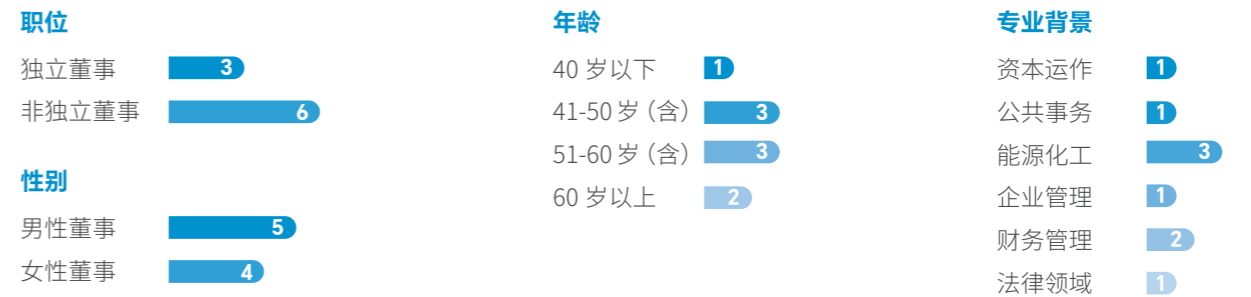 职位
独立董事 3
非独立董事 6
性别
男性董事 5
女性董事 4
年龄
40 岁以下 1
41-50 岁（含） 3
51-60 岁（含） 3
60 岁以上 2
专业背景
资本运作 1
公共事务 1
能源化工 3
企业管理 1
财务管理 2
法律领域 1